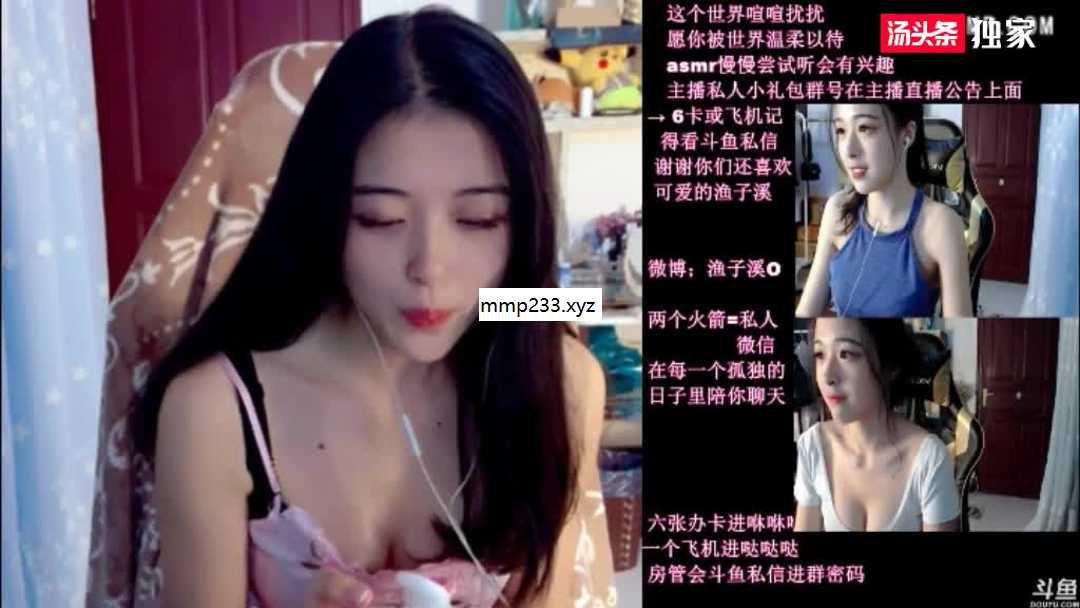 这个世界喧喧扰扰
愿你被世界温柔以待
汤头条 独家
asmr慢慢尝试听会有兴趣
主播私人小礼包群号在主播直播公告上面
→ 6卡或飞机记
得看斗鱼私信
谢谢你们还喜欢
可爱的渔子溪
微博：渔子溪O
mmp233.xyz
两个火箭=私人
微信
在每一个孤独的
日子里陪你聊天
六张办卡进咻咻
一个飞机进哒哒哒
房管会斗鱼私信进群密码
斗鱼
DOUYU.COM